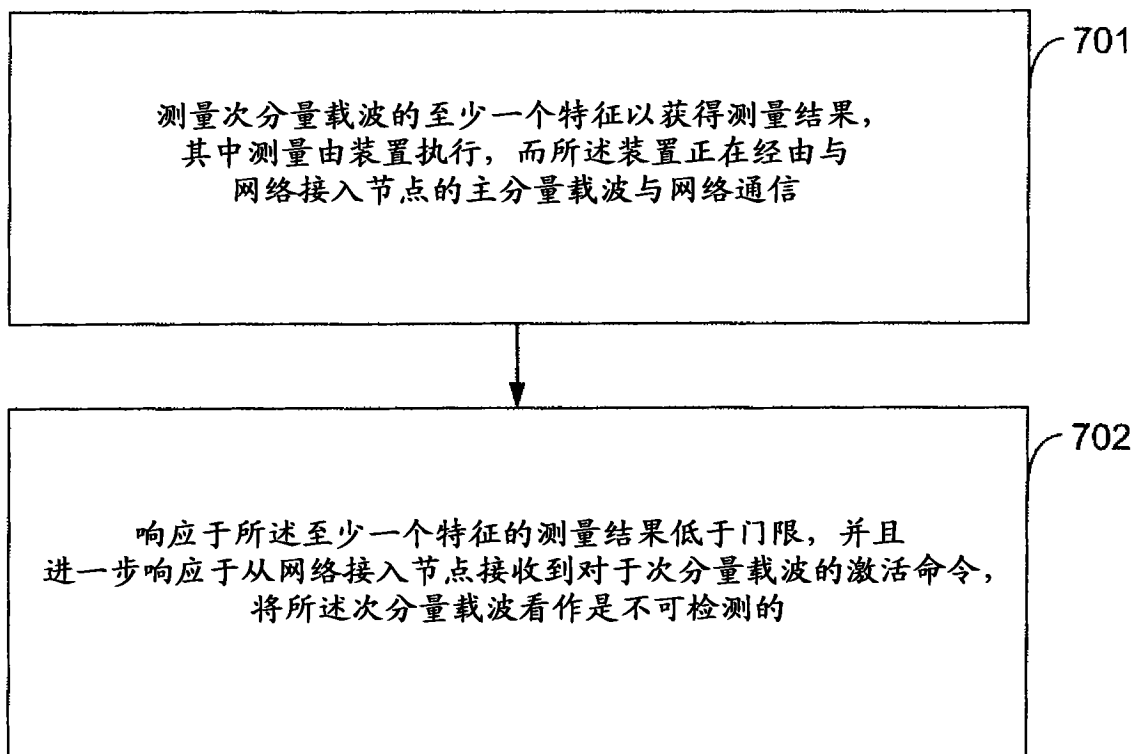 701
测量次分量载波的至少一个特征以获得测量结果，
其中测量由装置执行，而所述装置正在经由与
网络接入节点的主分量载波与网络通信
702
响应于所述至少一个特征的测量结果低于门限，并且
进一步响应于从网络接入节点接收到对于次分量载波的激活命令，
将所述次分量载波看作是不可检测的